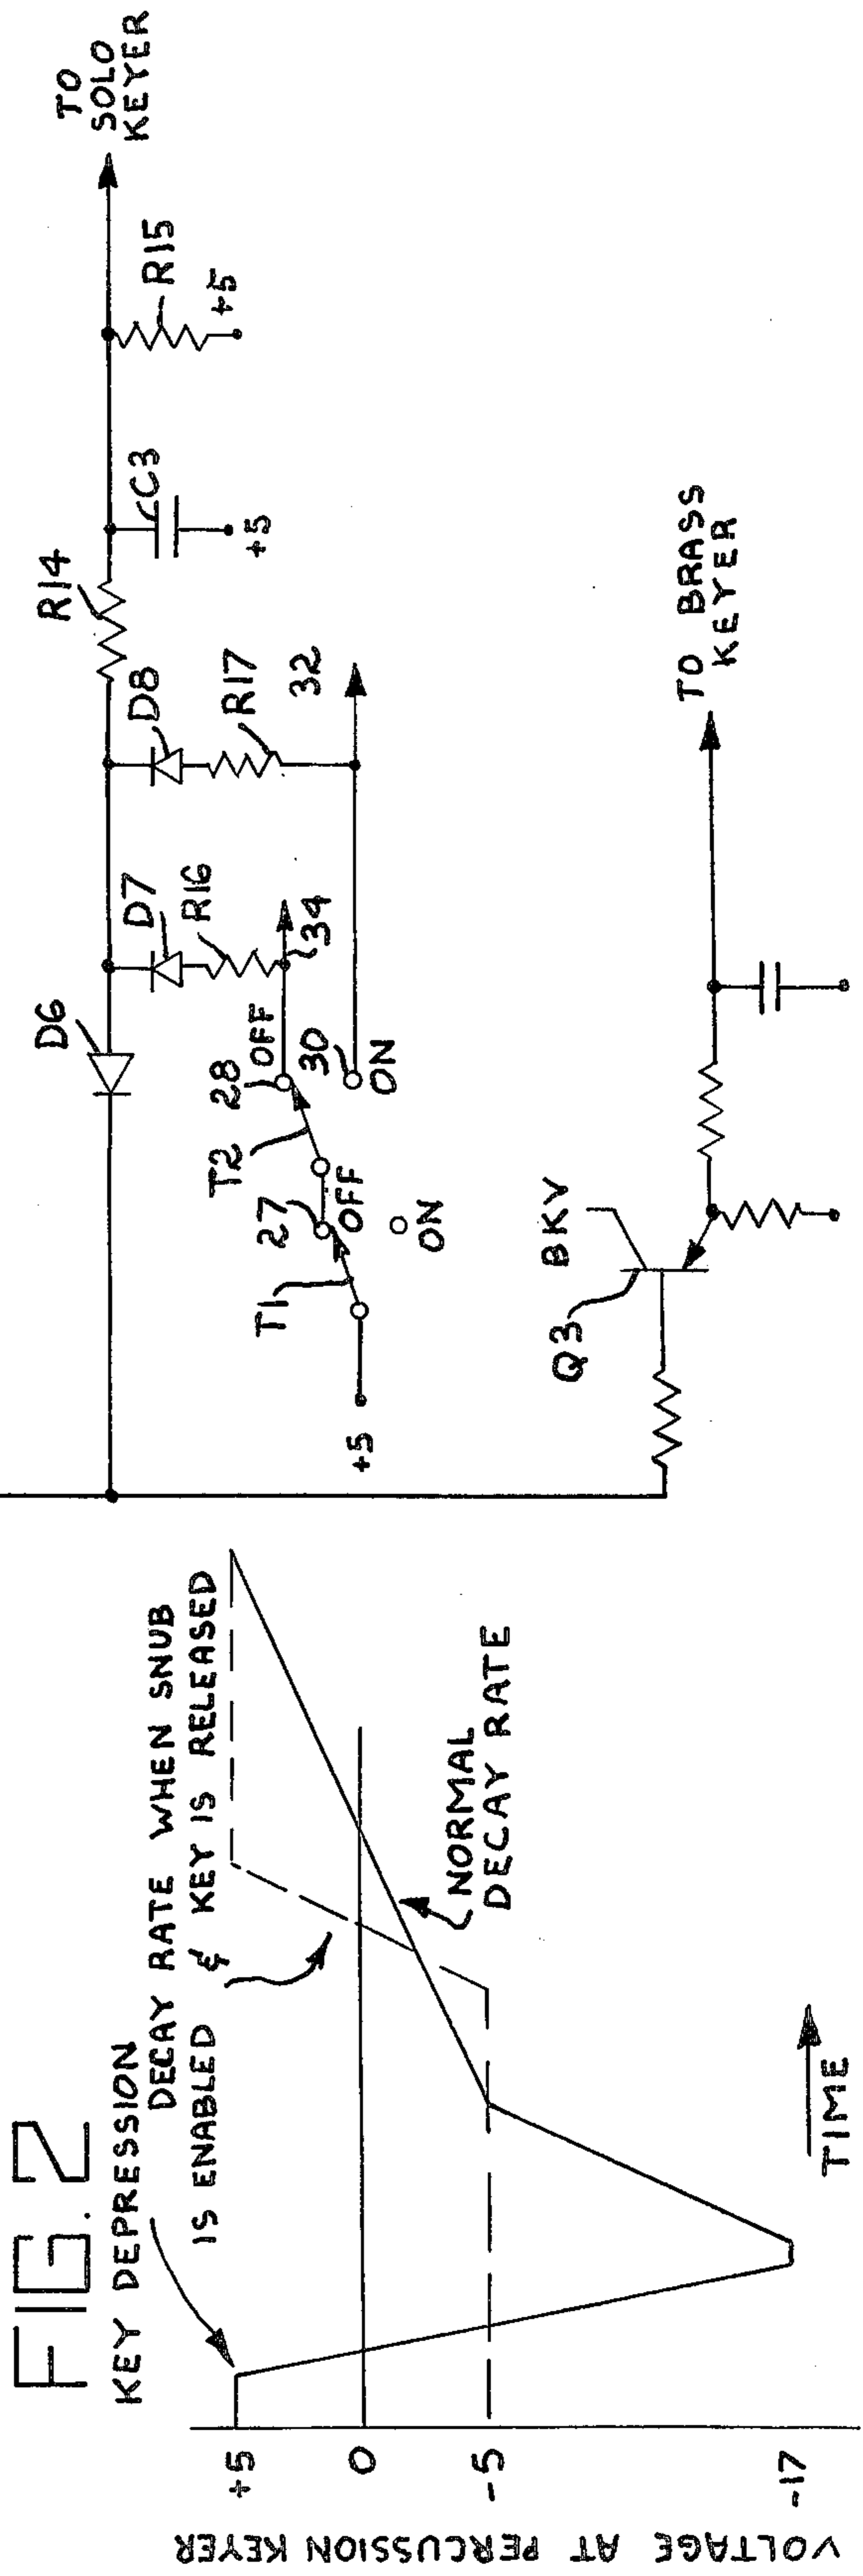 FIG. 2
KEY DEPRESSION
DECAY RATE WHEN SNUB
IS ENABLED & KEY IS RELEASED
NORMAL
DECAY RATE
+5
0
-5
-17
VOLTAGE AT PERCUSSION KEYER
TIME
D6
R14
TO
SOLO
KEYER
D7
D8
C3
R15
R16
R17
+5
+5
T2
28
OFF
34
32
T1
27
OFF
30
ON
ON
+5
Q3
BKV
TO BRASS
KEYER